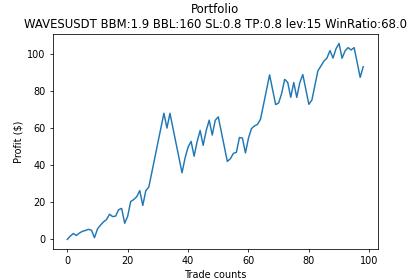 Portfolio
WAVESUSDT BBM:1.9 BBL:160 SL:0.8 TP:0.8 lev:15 WinRatio:68.0
Profit ($)
100
80
60
40
20
0
0 20 40 60 80 100
Trade counts